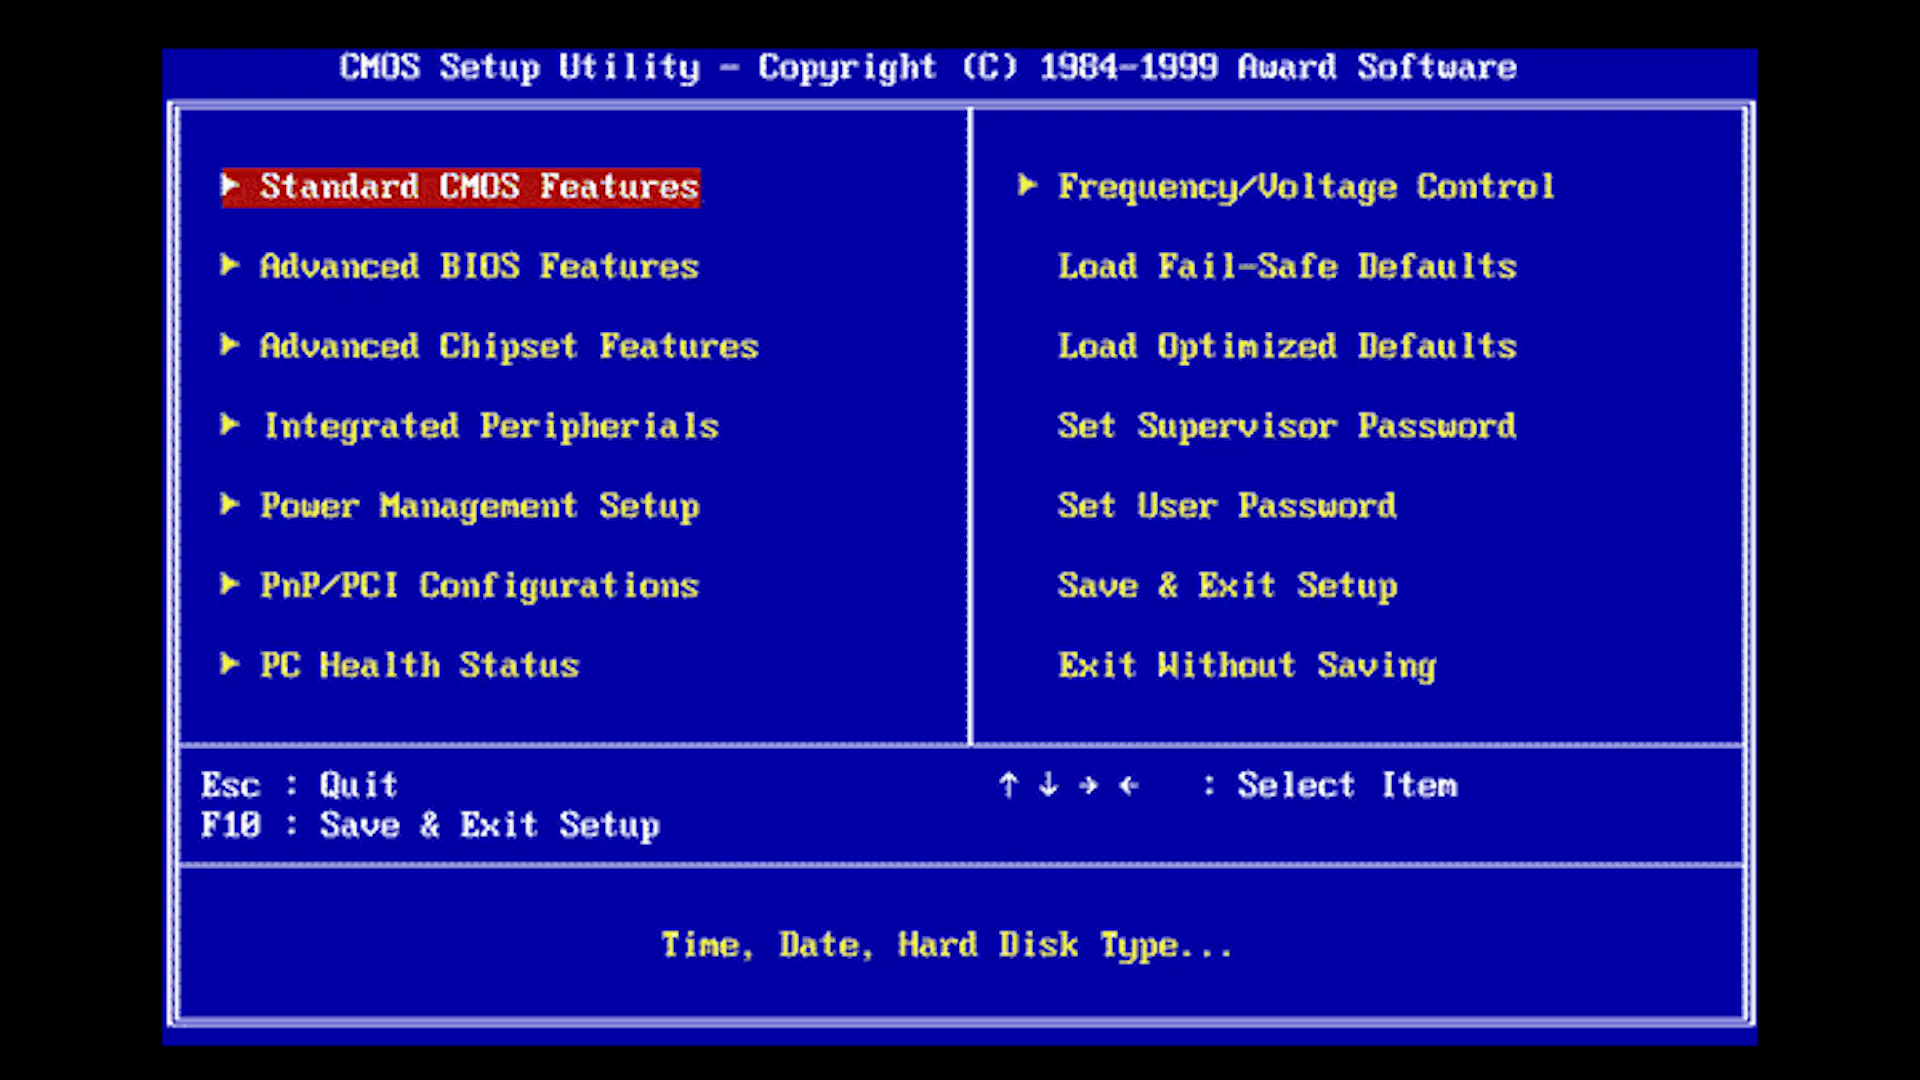 CMOS Setup Utility - Copyright (C) 1984-1999 Award Software
► Standard CMOS Features
► Advanced BIOS Features
► Advanced Chipset Features
► Integrated Peripherials
► Power Management Setup
► PnP/PCI Configurations
► PC Health Status
► Frequency/Voltage Control
Load Fail-Safe Defaults
Load Optimized Defaults
Set Supervisor Password
Set User Password
Save & Exit Setup
Exit Without Saving
Esc : Quit
F10 : Save & Exit Setup
↑ ↓ → ← : Select Item
Time, Date, Hard Disk Type...